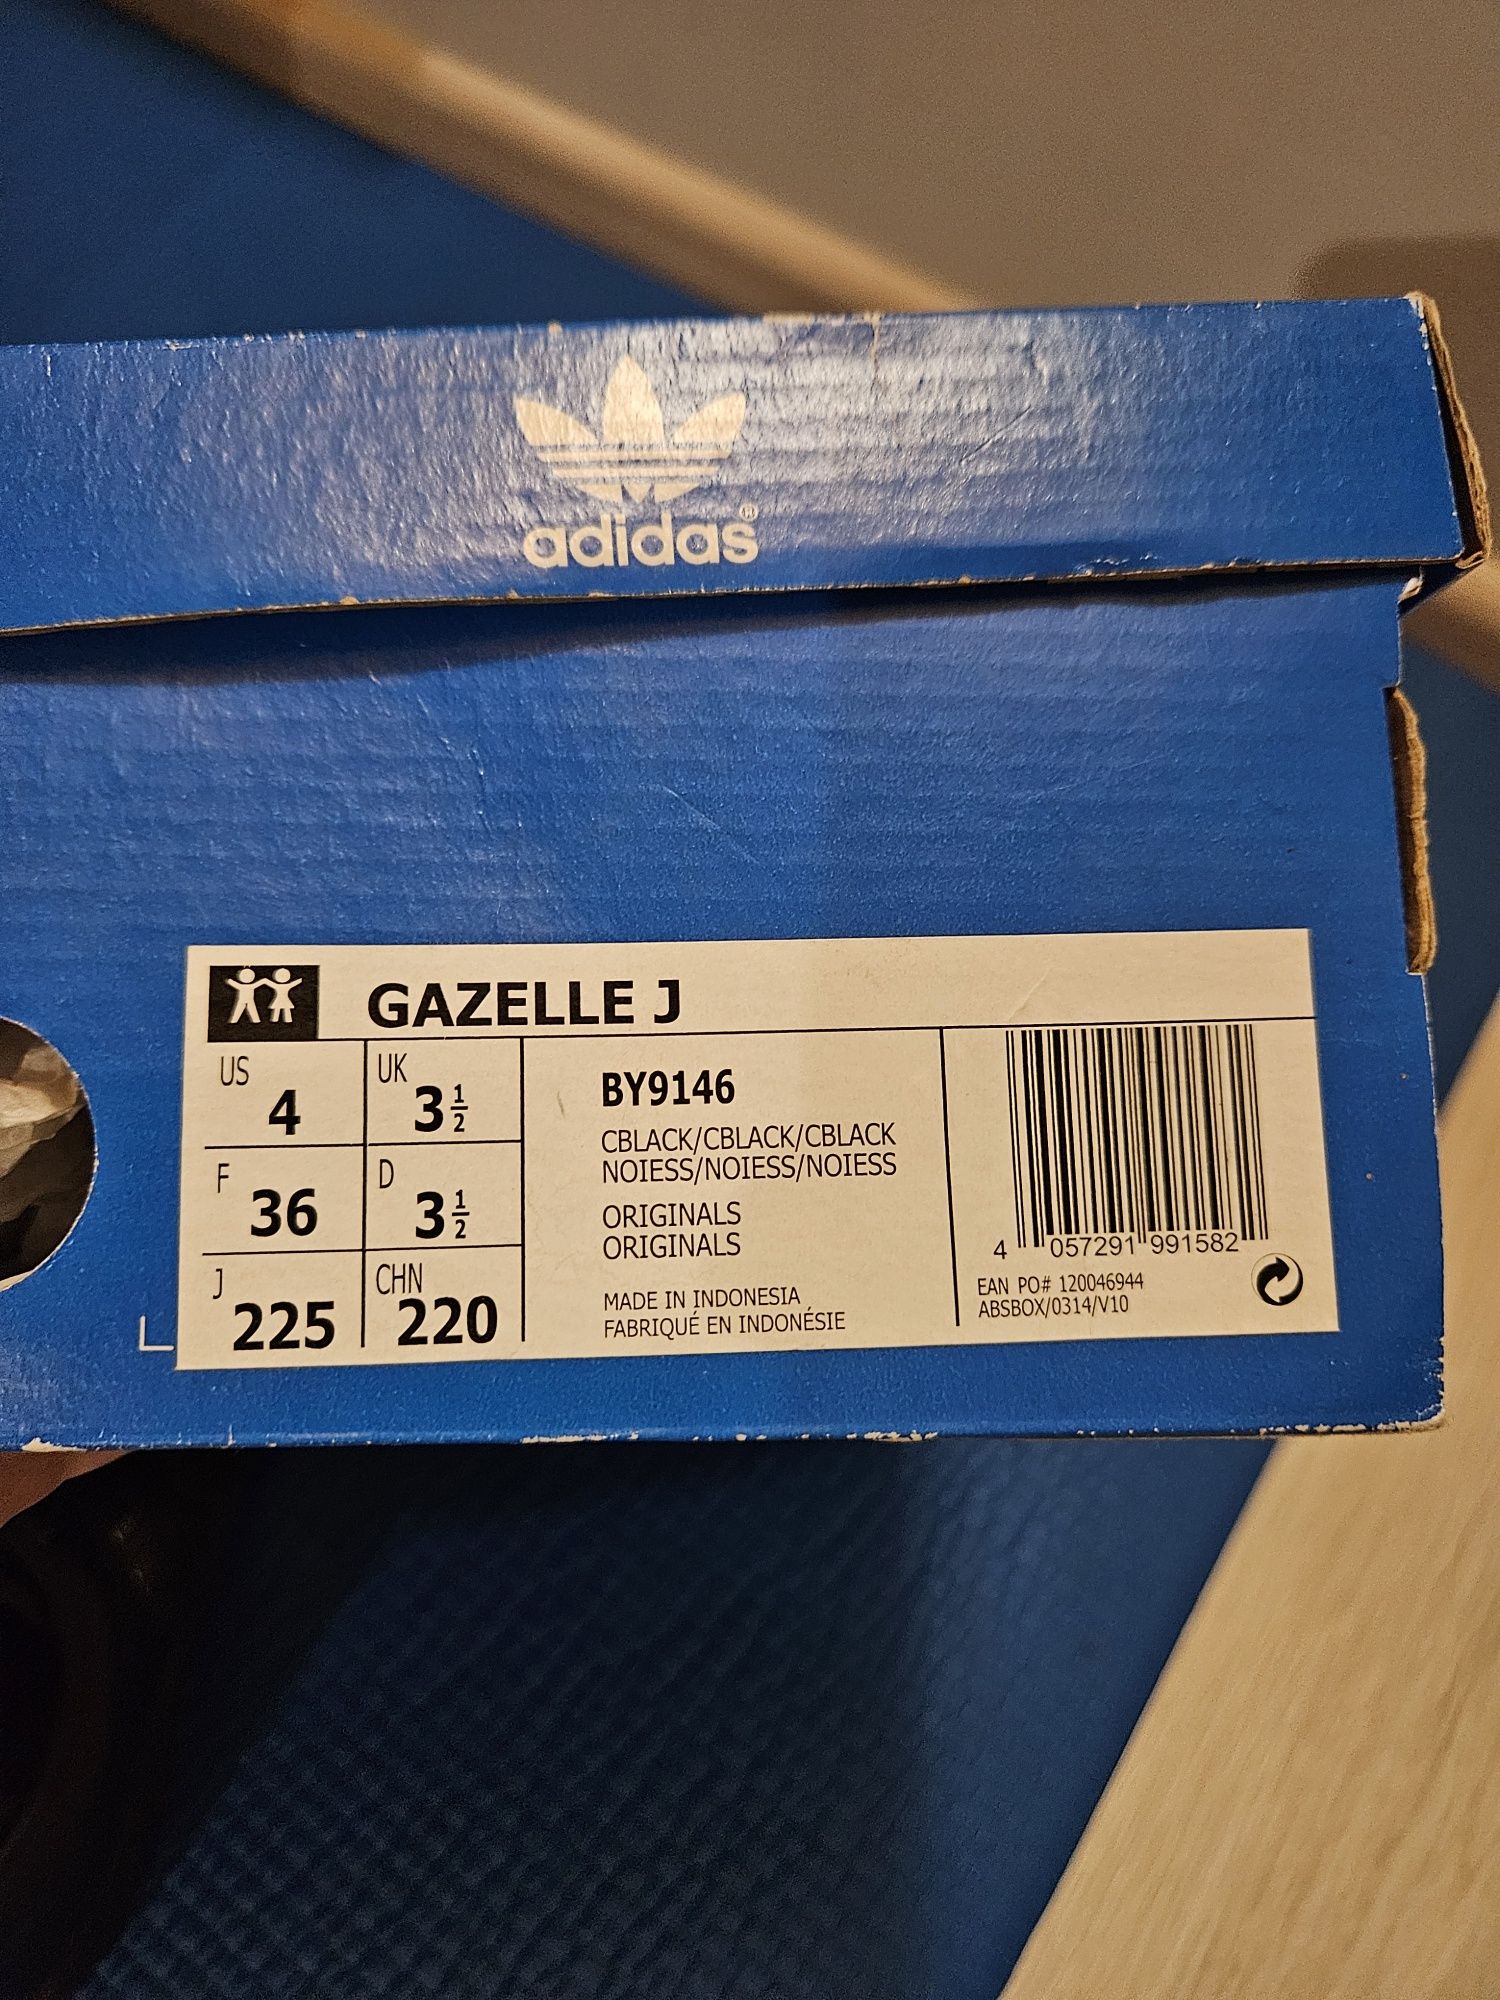 adidas®
GAZELLE J
US 4
UK 3 1/2
F 36
D 3 1/2
J 225
CHN 220
BY9146
CBLACK/CBLACK/CBLACK
NOIESS/NOIESS/NOIESS
ORIGINALS
ORIGINALS
MADE IN INDONESIA
FABRIQUÉ EN INDONÉSIE
4 057291 991582
EAN PO# 120046944
ABSBOX/0314/V10